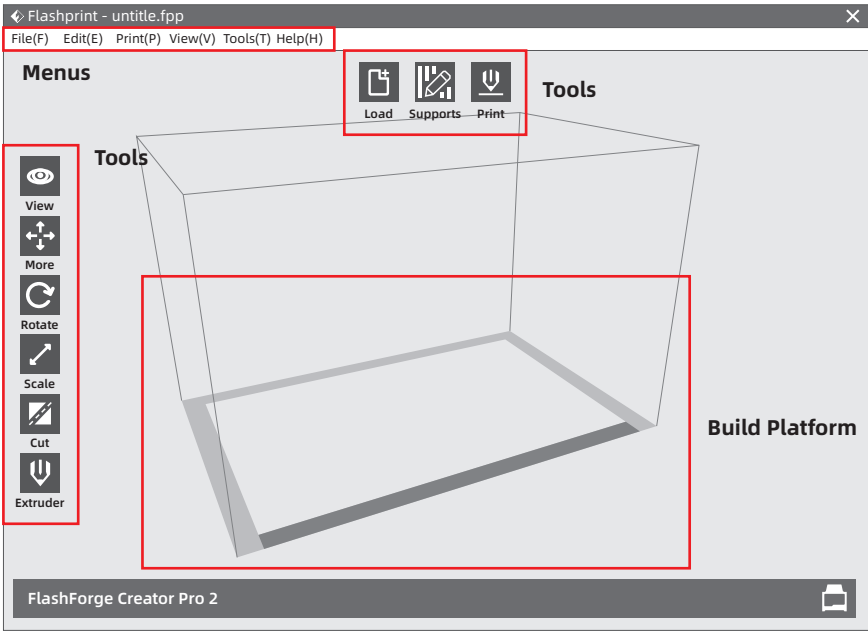 Flashprint - untitle.fpp
File(F) Edit(E) Print(P) View(V) Tools(T) Help(H)
Menus
Load Supports Print
Tools
Tools
View
More
Rotate
Scale
Cut
Extruder
Build Platform
FlashForge Creator Pro 2